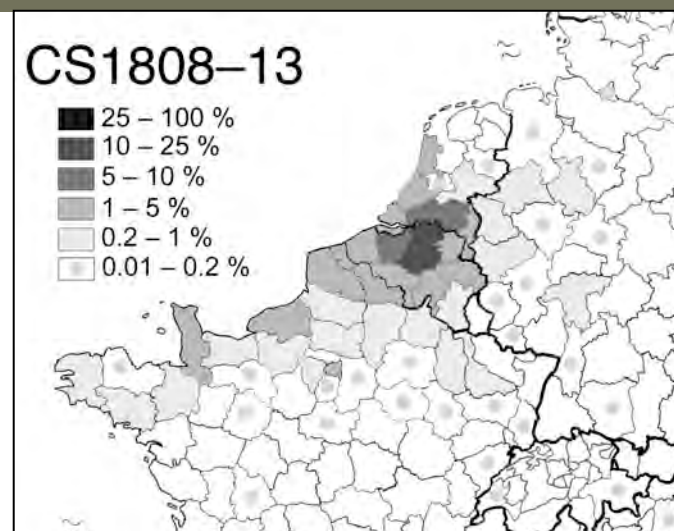 CS1808–13
25 – 100 %
10 – 25 %
5 – 10 %
1 – 5 %
0.2 – 1 %
0.01 – 0.2 %